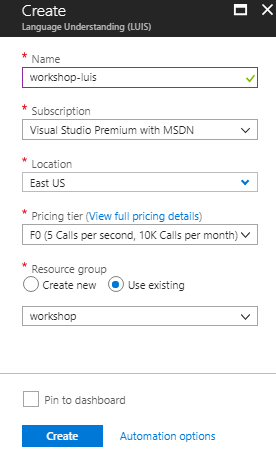 Create
Language Understanding (LUIS)
* Name
workshop-luis
* Subscription
Visual Studio Premium with MSDN
* Location
East US
* Pricing tier (View full pricing details)
F0 (5 Calls per second, 10K Calls per month)
* Resource group
Create new Use existing
workshop
Pin to dashboard
Create Automation options